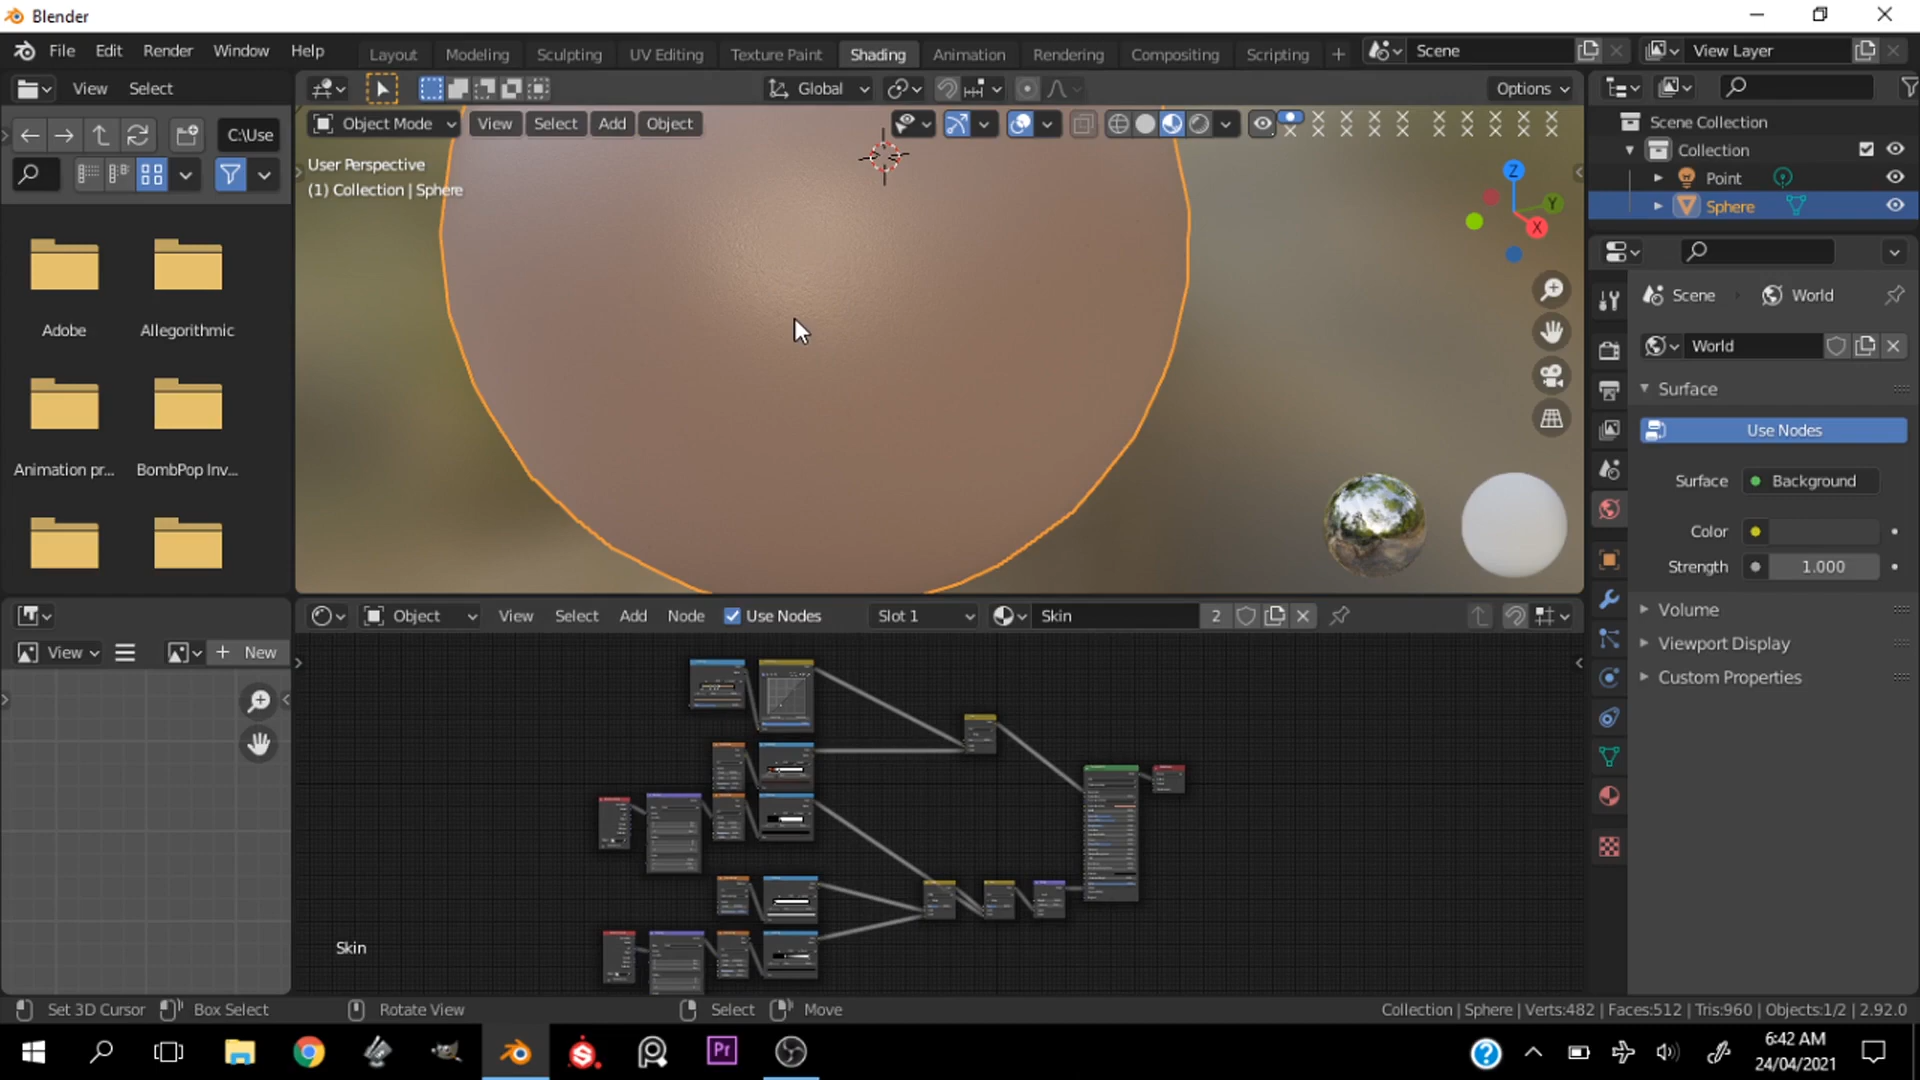 Blender
File Edit Render Window Help
Layout Modeling Sculpting UV Editing Texture Paint Shading Animation Rendering Compositing Scripting +
Scene
View Layer
View Select
Global
Options
C:\Use
Object Mode View Select Add Object
User Perspective
(1) Collection | Sphere
Z
Y
X
Scene Collection
Collection
Point
Sphere
Adobe
Allegorithmic
Animation pr...
BombPop Inv...
Scene World
World
Surface
Use Nodes
Surface Background
Color
Strength 1.000
Volume
Viewport Display
Custom Properties
View
New
Object View Select Add Node Use Nodes Slot 1 Skin 2
Skin
Set 3D Cursor Box Select Rotate View Select Move
Collection | Sphere | Verts:482 | Faces:512 | Tris:960 | Objects:1/2 | 2.92.0
Pr
6:42 AM
24/04/2021